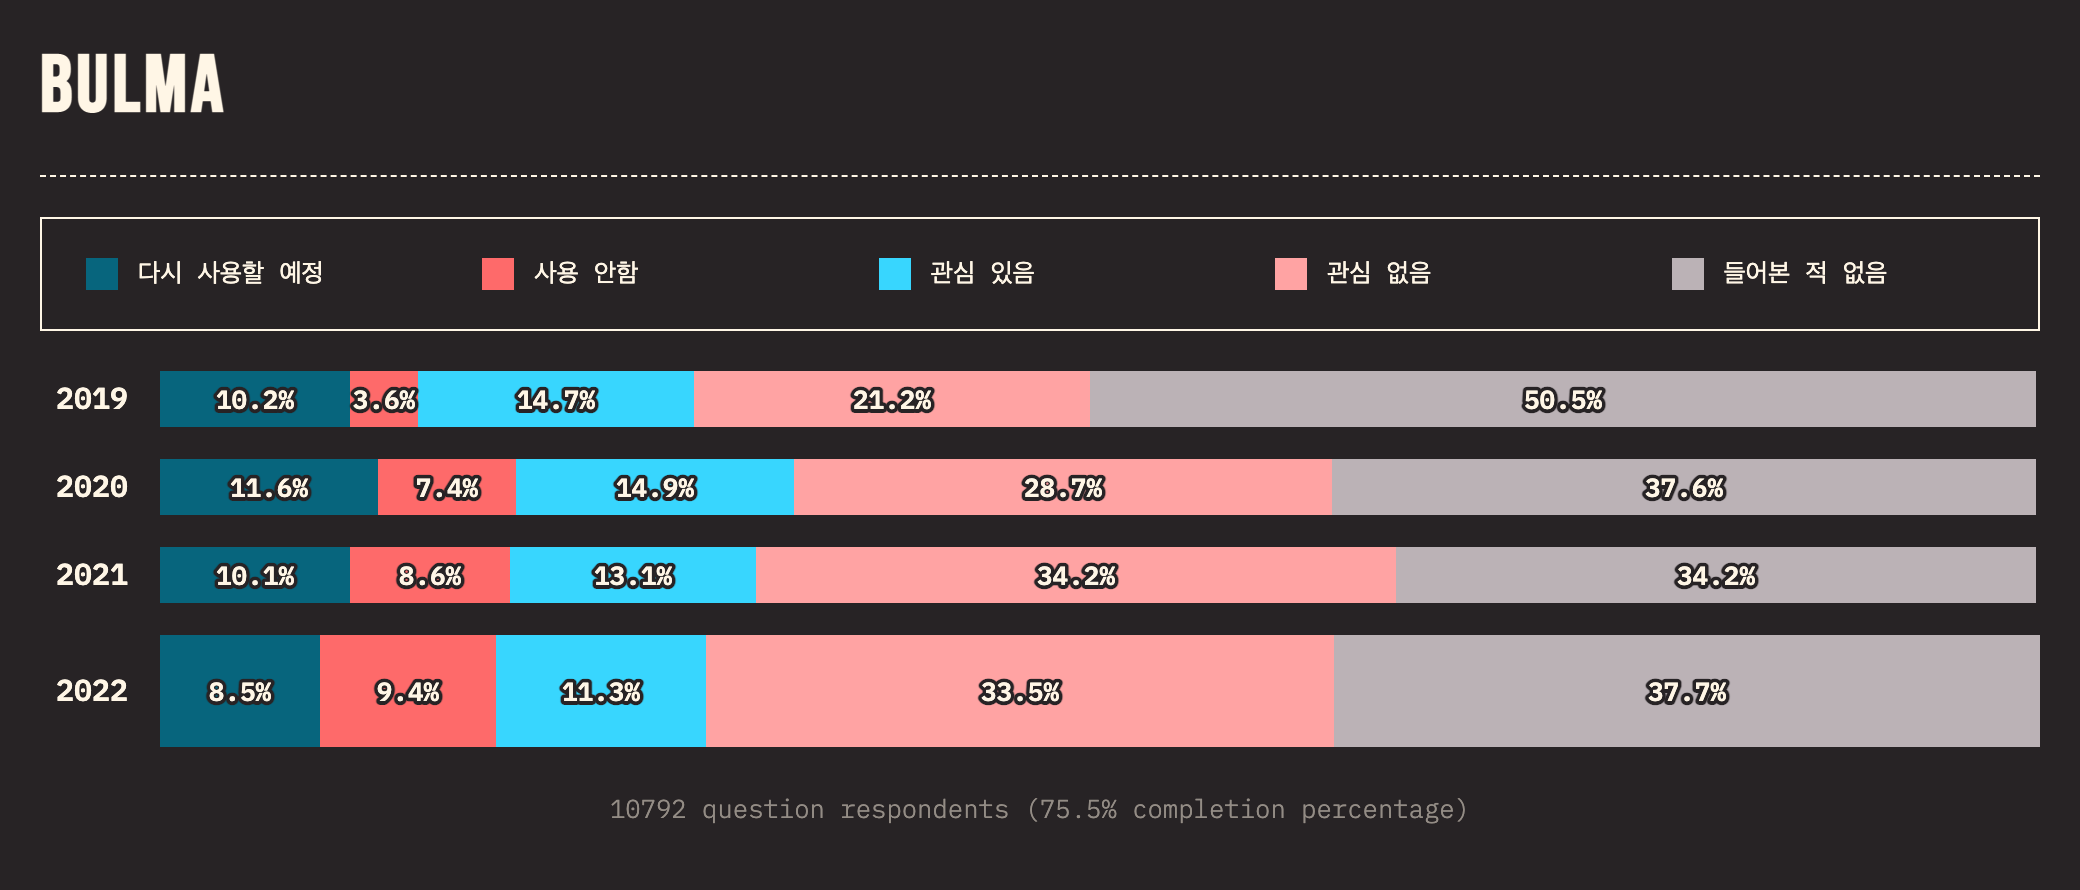 BULMA
다시 사용할 예정 사용 안함 관심 있음 관심 없음 들어본 적 없음
2019 10.2% 3.6% 14.7% 21.2% 50.5%
2020 11.6% 7.4% 14.9% 28.7% 37.6%
2021 10.1% 8.6% 13.1% 34.2% 34.2%
2022 8.5% 9.4% 11.3% 33.5% 37.7%
10792 question respondents (75.5% completion percentage)